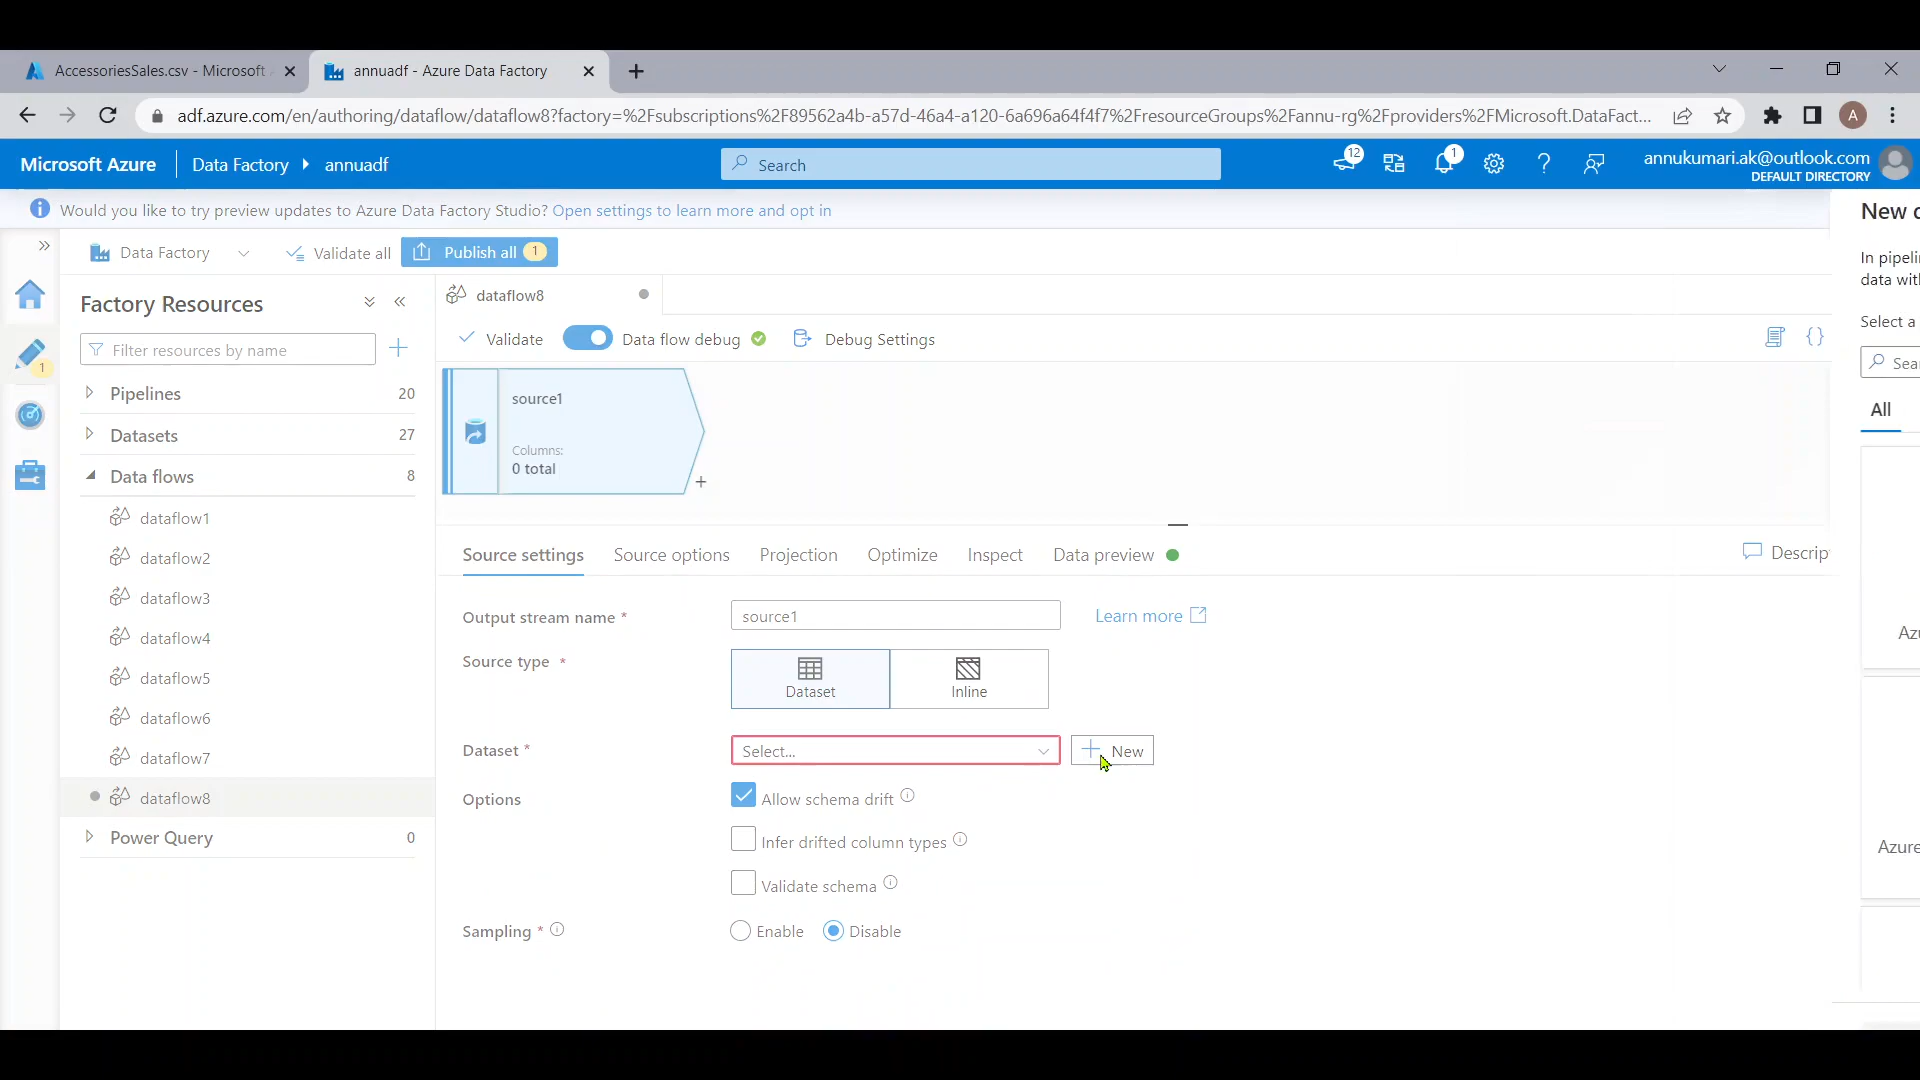 AccessoriesSales.csv - Microsoft
annuadf - Azure Data Factory
adf.azure.com/en/authoring/dataflow/dataflow8?factory=%2Fsubscriptions%2F89562a4b-a57d-46a4-a120-6a696a64f4f7%2FresourceGroups%2Fannu-rg%2Fproviders%2FMicrosoft.DataFact...
A
Microsoft Azure
Data Factory
annuadf
Search
12
1
annukumari.ak@outlook.com
DEFAULT DIRECTORY
Would you like to try preview updates to Azure Data Factory Studio? Open settings to learn more and opt in
Data Factory
Validate all
Publish all 1
1
Factory Resources
Filter resources by name
Pipelines 20
Datasets 27
Data flows 8
dataflow1
dataflow2
dataflow3
dataflow4
dataflow5
dataflow6
dataflow7
dataflow8
Power Query 0
dataflow8
Validate
Data flow debug
Debug Settings
source1
Columns:
0 total
+
Source settings
Source options
Projection
Optimize
Inspect
Data preview
Descrip
Output stream name *
source1
Learn more
Source type *
Dataset
Inline
Dataset *
Select...
New
Options
Allow schema drift
Infer drifted column types
Validate schema
Sampling *
Enable
Disable
New
In pipeli
data wit
Select a
Sear
All
Azu
Azure